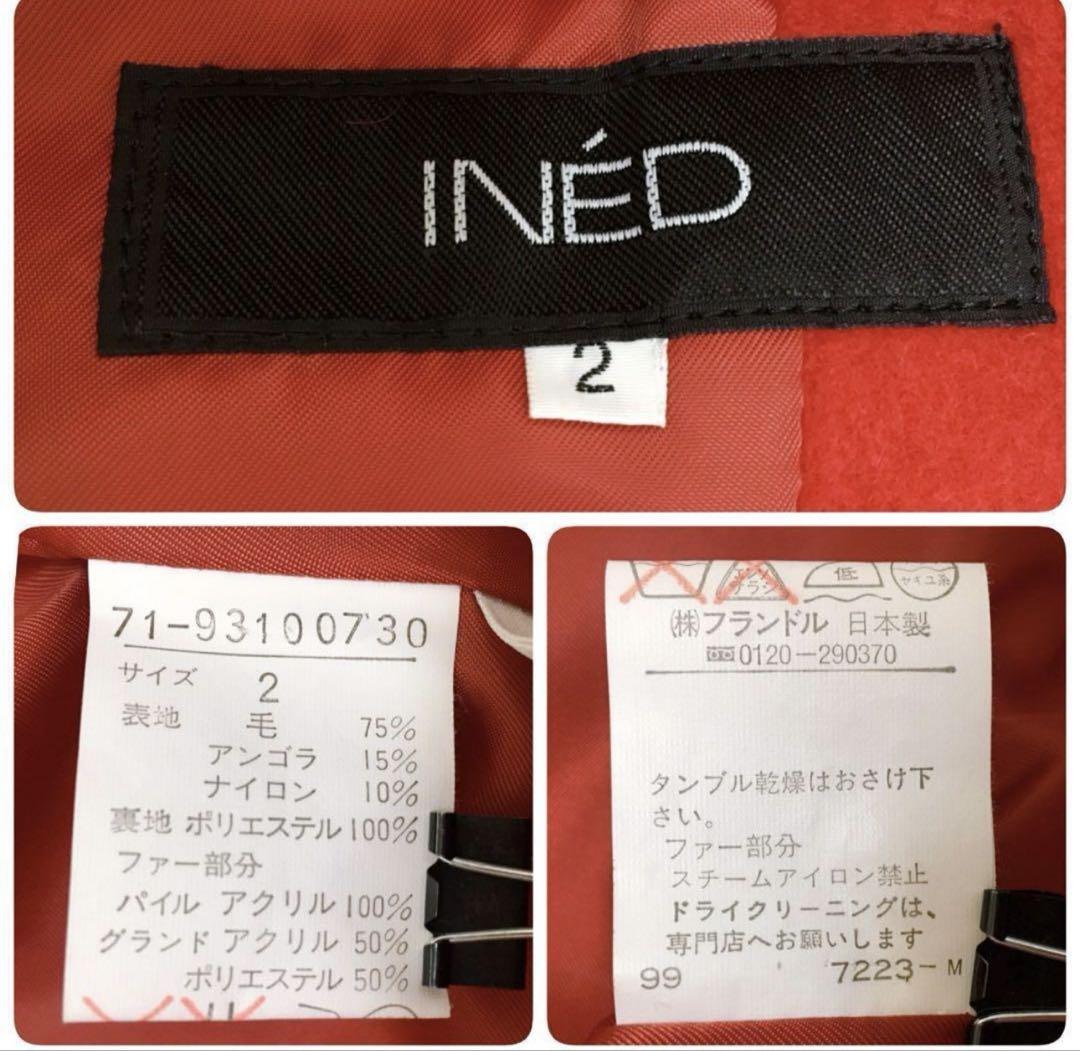 INÉD
2
71-93100730
サイズ 2
表地 毛 75%
アンゴラ 15%
ナイロン 10%
裏地 ポリエステル 100%
ファー部分
パイル アクリル 100%
グランド アクリル 50%
ポリエステル 50%
低
セキユ系
(株)フランドル 日本製
0120-290370
タンブル乾燥はおさけ下
さい。
ファー部分
スチームアイロン禁止
ドライクリーニングは、
専門店へお願いします
99 7223-M